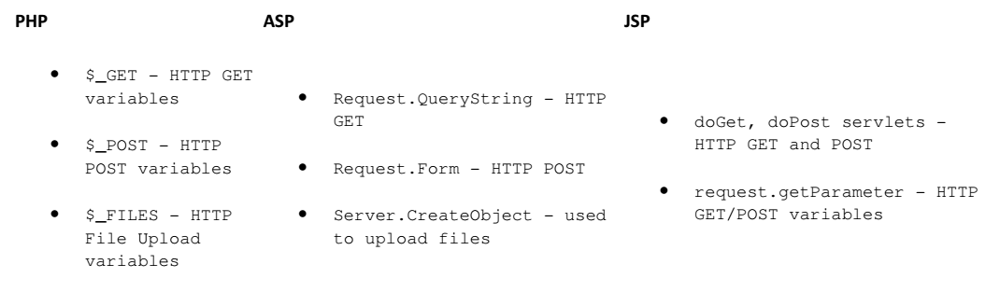 PHP
ASP
JSP
• $_GET – HTTP GET
variables
• $_POST – HTTP
POST variables
• $_FILES – HTTP
File Upload
variables
• Request.QueryString – HTTP
GET
• Request.Form – HTTP POST
• Server.CreateObject – used
to upload files
• doGet, doPost servlets –
HTTP GET and POST
• request.getParameter – HTTP
GET/POST variables